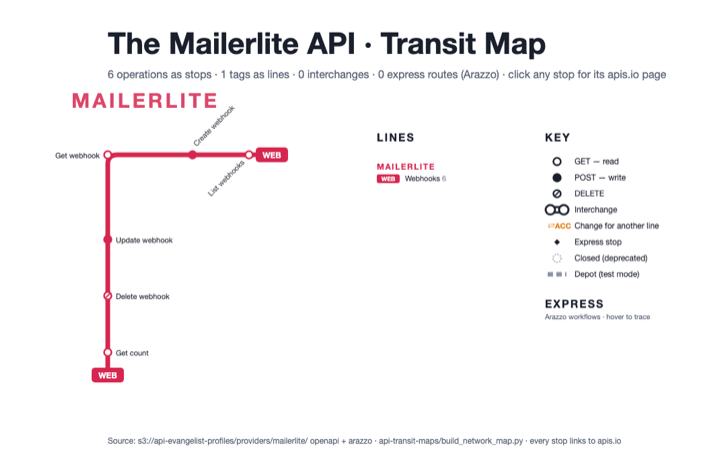 The Mailerlite API · Transit Map
6 operations as stops · 1 tags as lines · 0 interchanges · 0 express routes (Arazzo) · click any stop for its apis.io page
MAILERLITE
Create webhook
Get webhook
WEB
List webhooks
Update webhook
Delete webhook
Get count
WEB
LINES
MAILERLITE
WEB Webhooks 6
KEY
GET — read
POST — write
DELETE
Interchange
⇄ACC Change for another line
Express stop
Closed (deprecated)
Depot (test mode)
EXPRESS
Arazzo workflows · hover to trace
Source: s3://api-evangelist-profiles/providers/mailerlite/ openapi + arazzo · api-transit-maps/build_network_map.py · every stop links to apis.io